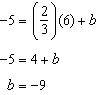 −5 = (2/3)(6) + b
−5 = 4 + b
b = −9